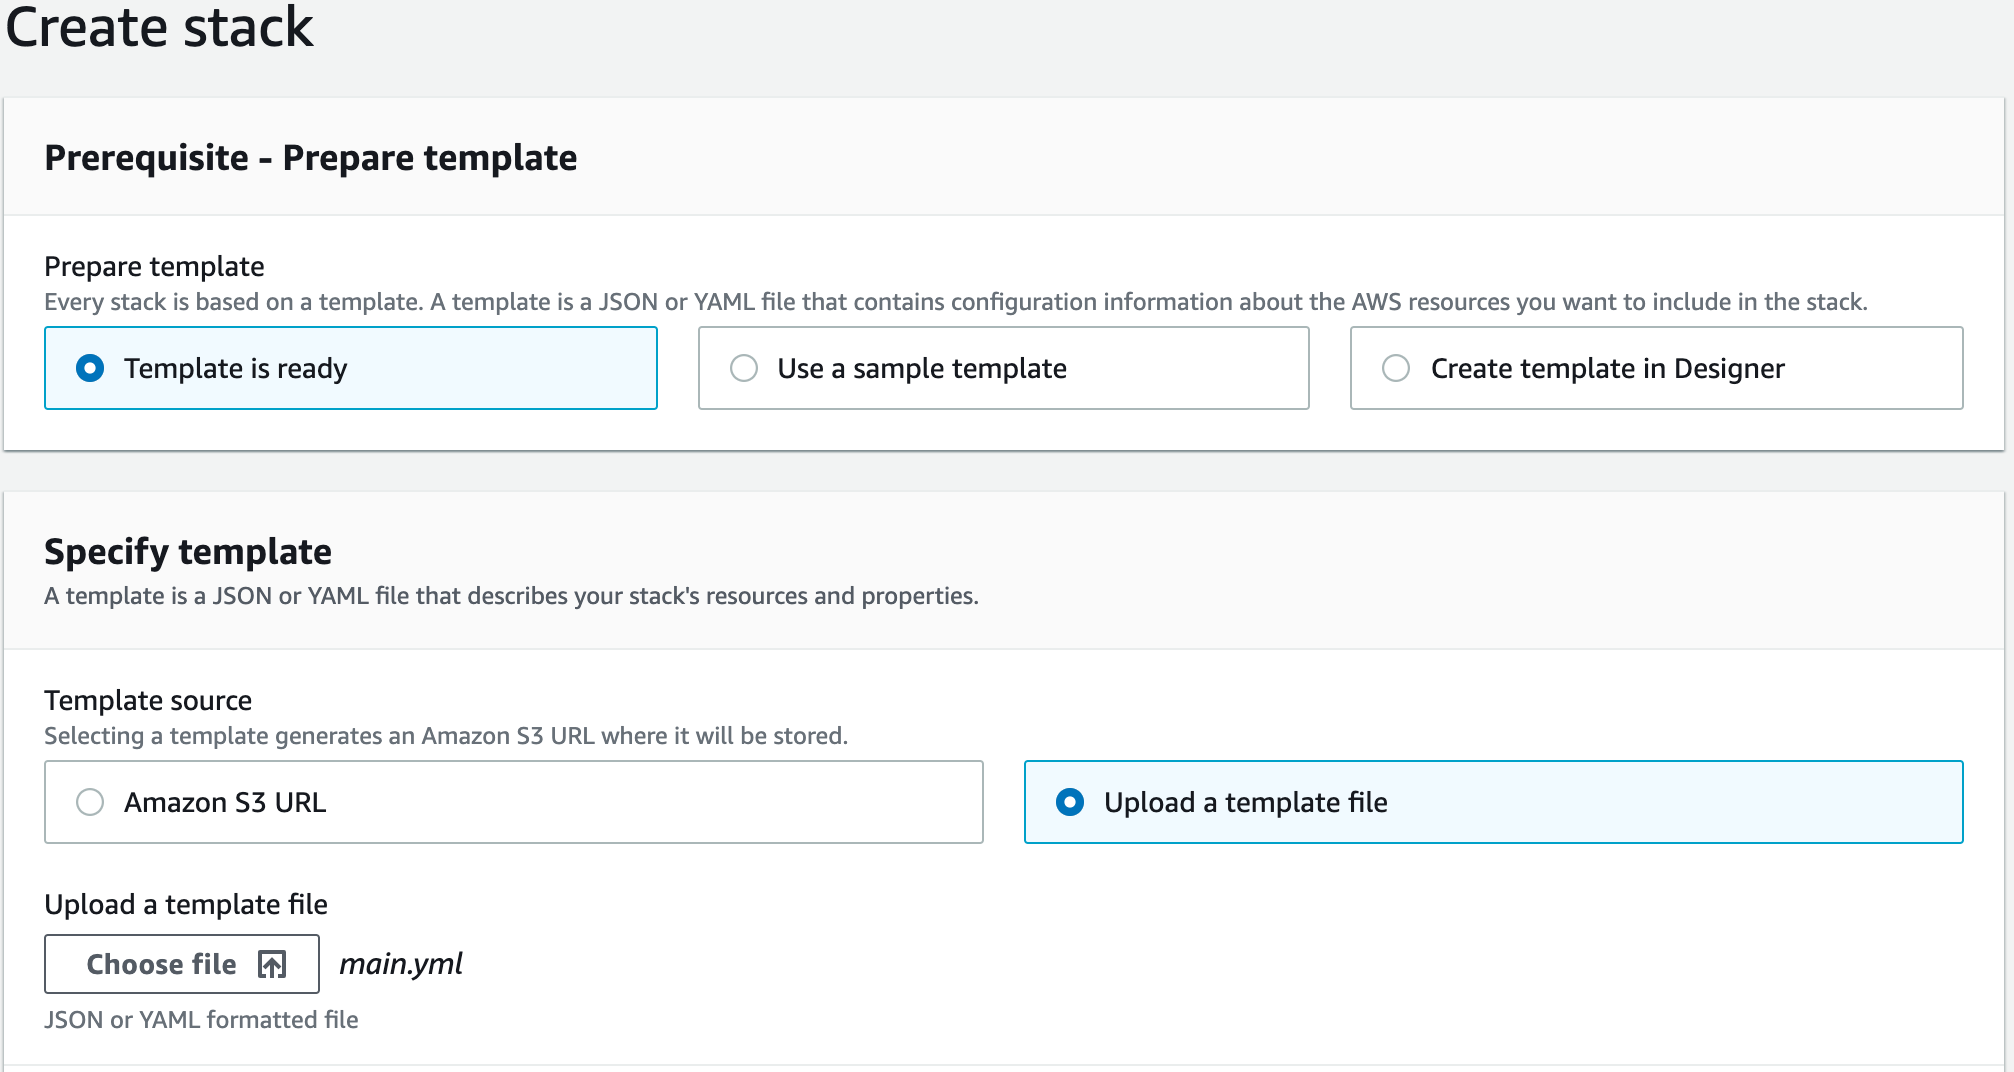 Create stack
Prerequisite - Prepare template
Prepare template
Every stack is based on a template. A template is a JSON or YAML file that contains configuration information about the AWS resources you want to include in the stack.
Template is ready
Use a sample template
Create template in Designer
Specify template
A template is a JSON or YAML file that describes your stack's resources and properties.
Template source
Selecting a template generates an Amazon S3 URL where it will be stored.
Amazon S3 URL
Upload a template file
Upload a template file
Choose file
main.yml
JSON or YAML formatted file